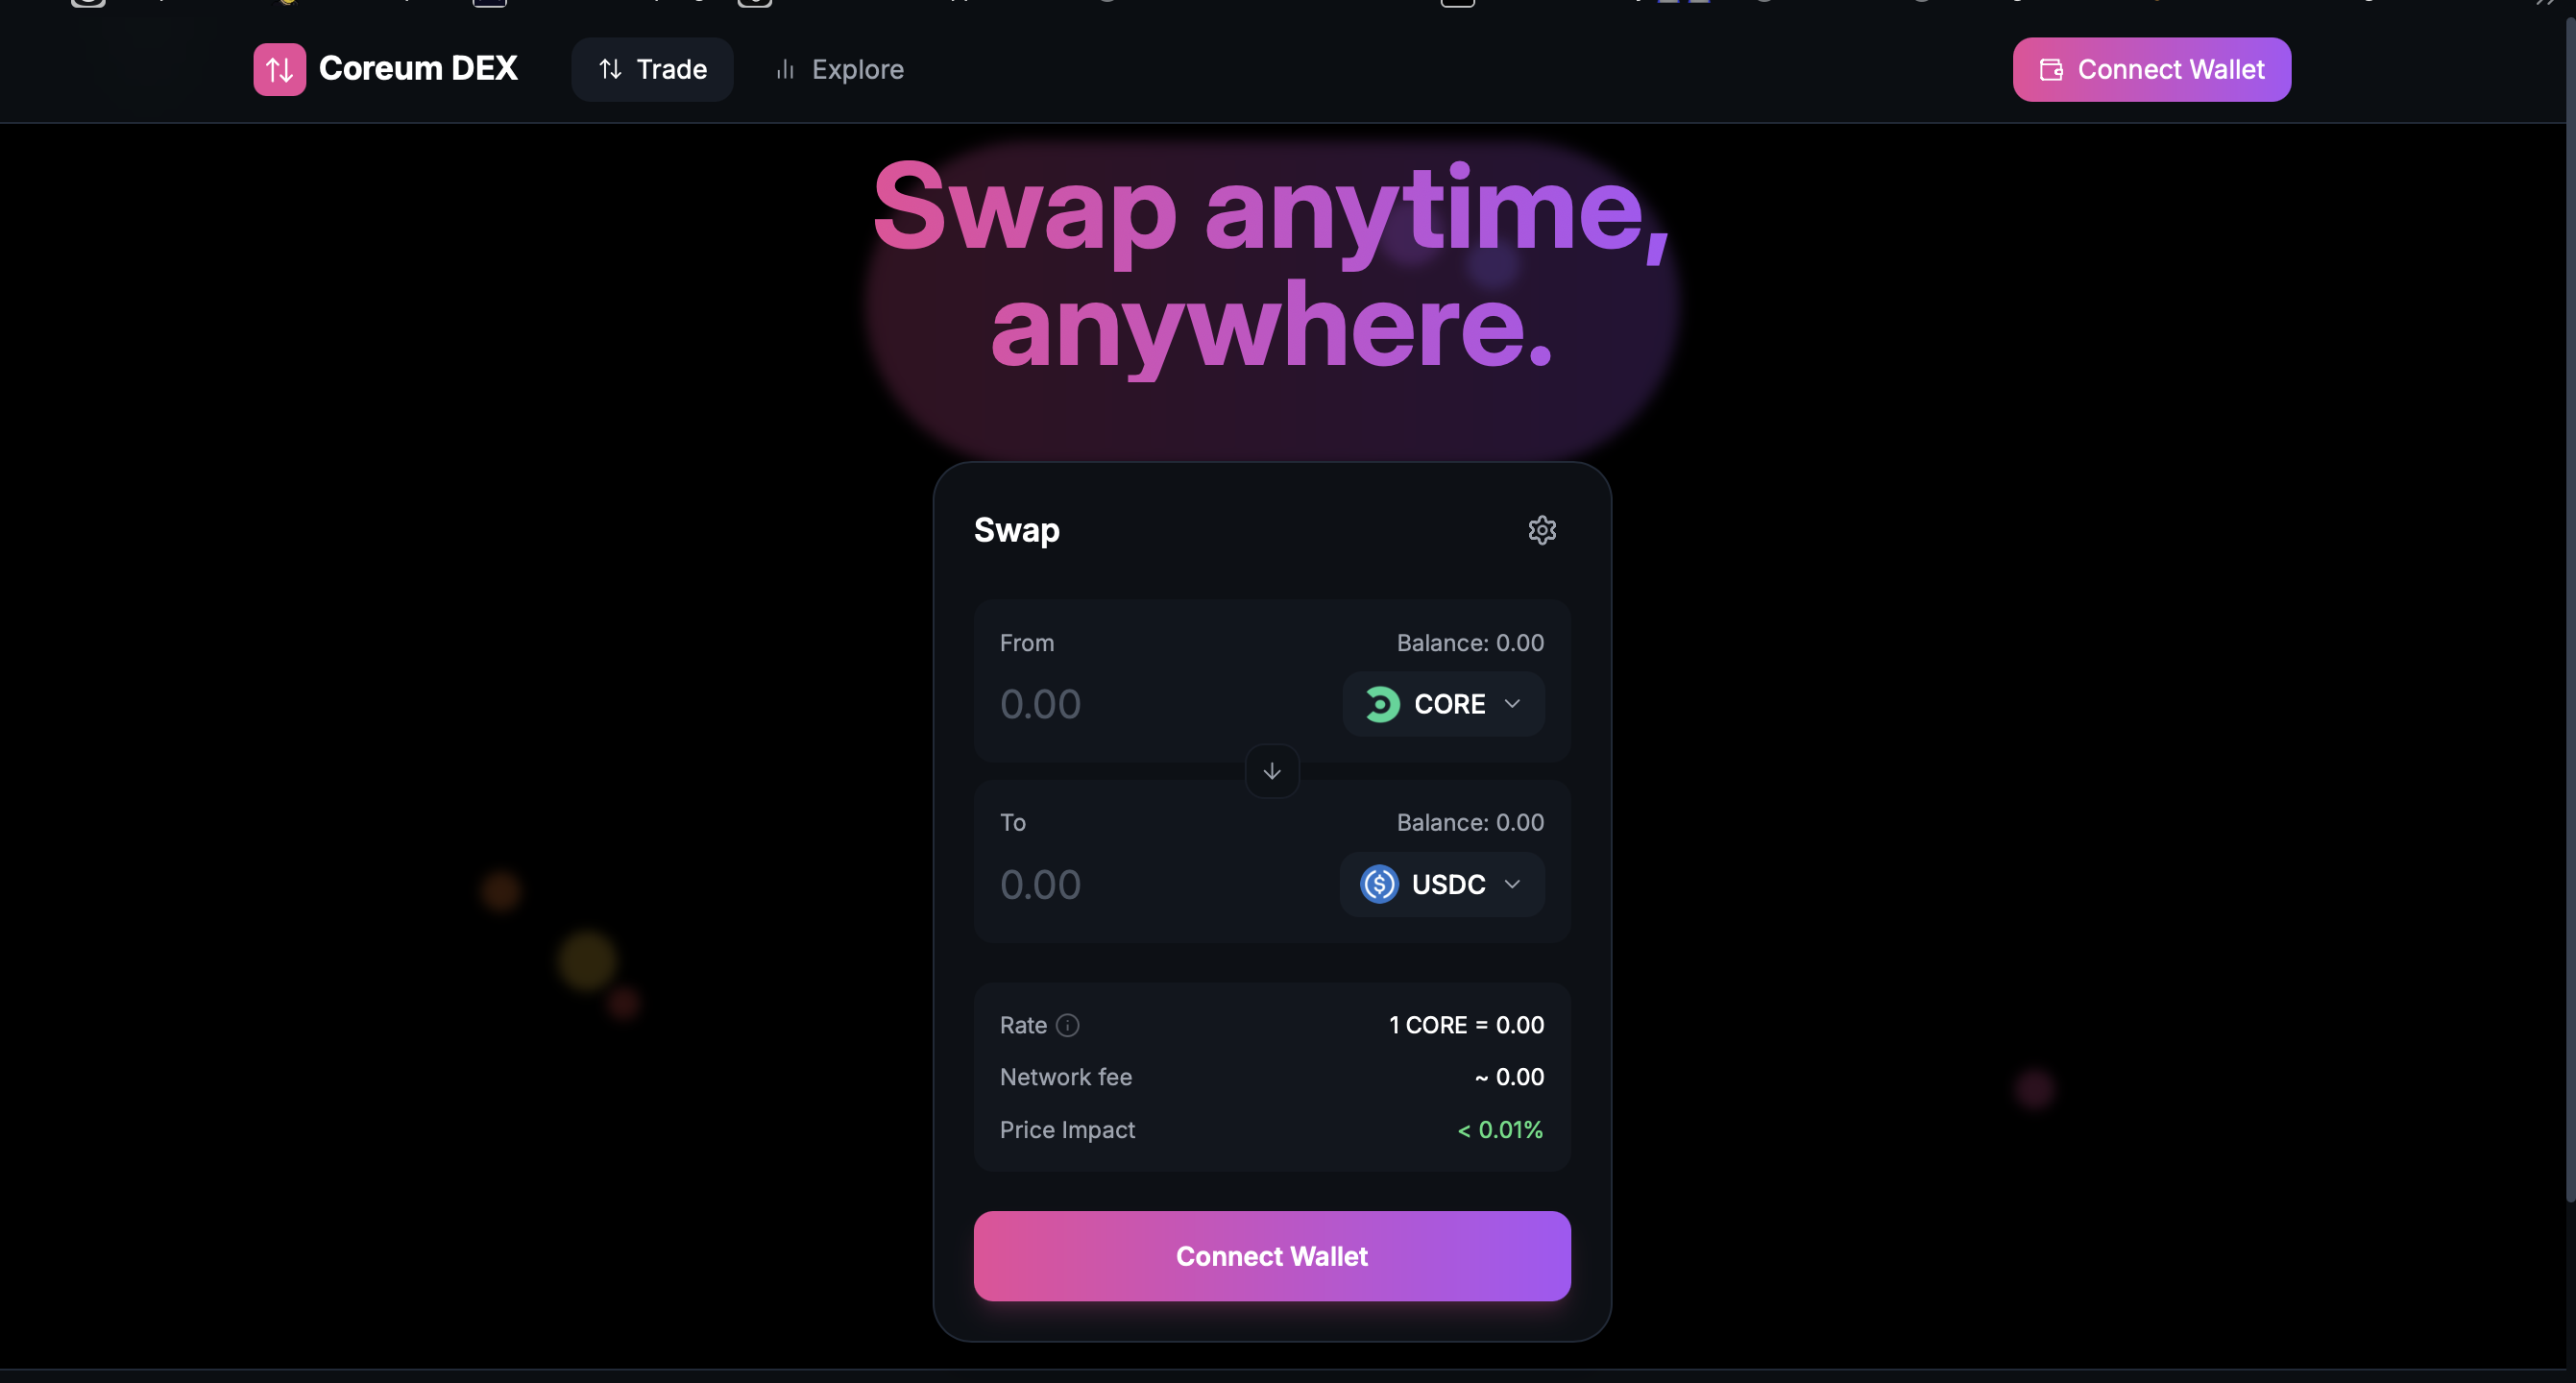 Coreum DEX
Trade
Explore
Connect Wallet
Swap anytime,
anywhere.
Swap
From
Balance: 0.00
0.00
CORE
To
Balance: 0.00
0.00
USDC
Rate
1 CORE = 0.00
Network fee
~ 0.00
Price Impact
< 0.01%
Connect Wallet